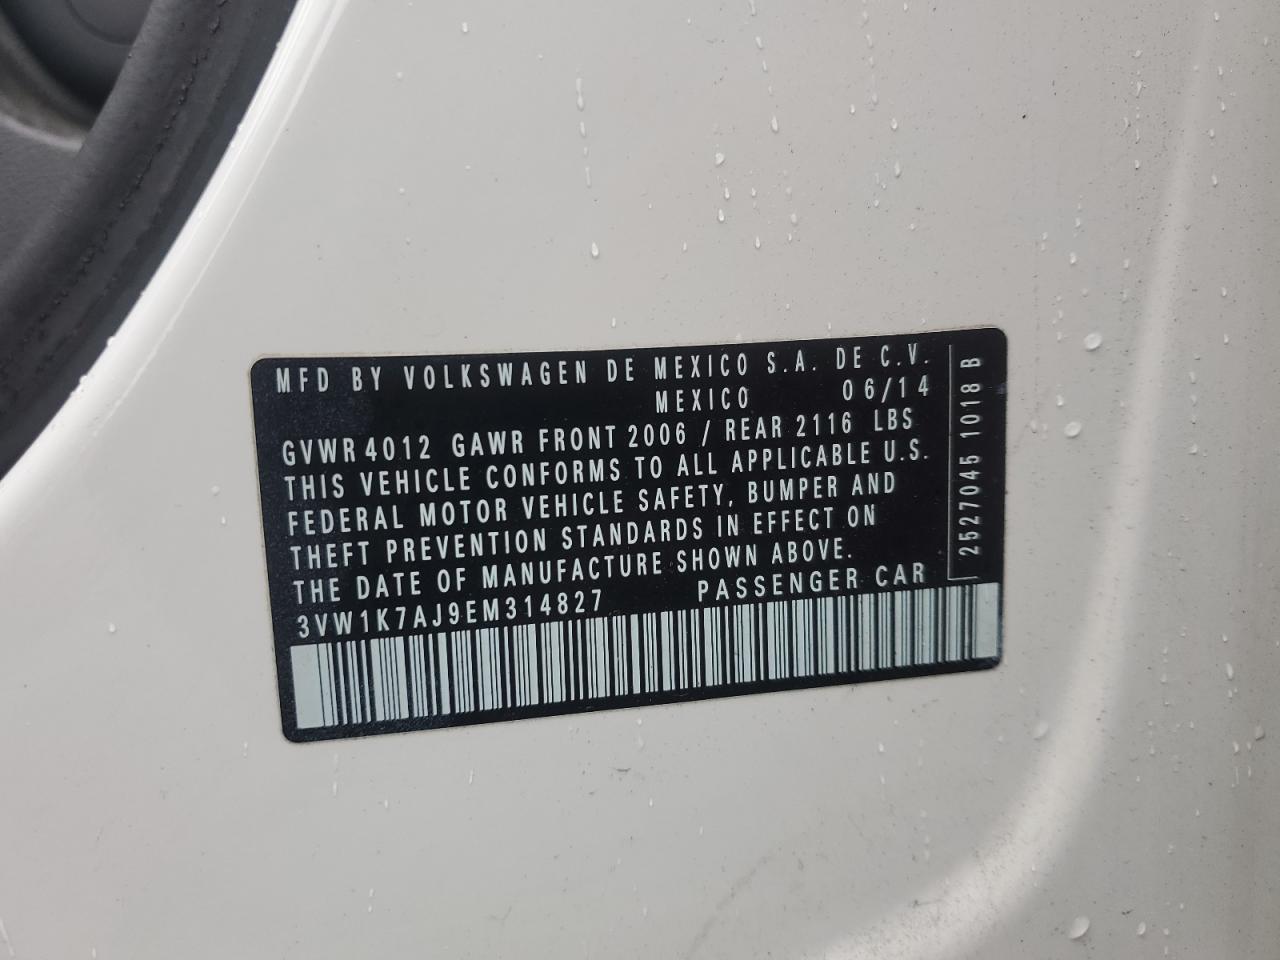 MFD BY VOLKSWAGEN DE MEXICO S.A. DE C.V.
MEXICO 06/14
GVWR 4012 GAWR FRONT 2006 / REAR 2116 LBS
THIS VEHICLE CONFORMS TO ALL APPLICABLE U.S.
FEDERAL MOTOR VEHICLE SAFETY, BUMPER AND
THEFT PREVENTION STANDARDS IN EFFECT ON
THE DATE OF MANUFACTURE SHOWN ABOVE.
3VW1K7AJ9EM314827 PASSENGER CAR
2527045 1018 B